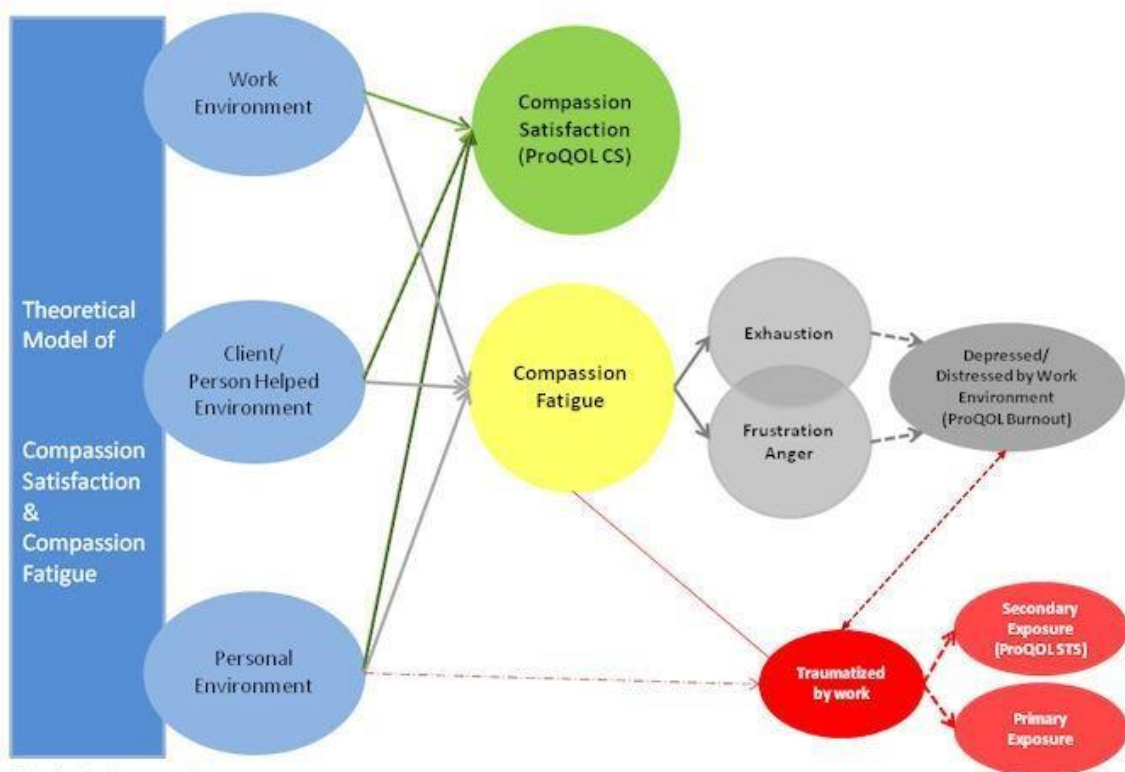 Theoretical
Model of
Compassion
Satisfaction
&
Compassion
Fatigue
Work
Environment
Client/
Person Helped
Environment
Personal
Environment
Compassion
Satisfaction
(ProQOL CS)
Compassion
Fatigue
Exhaustion
Frustration
Anger
Depressed/
Distressed by Work
Environment
(ProQOL Burnout)
Traumatized
by work
Secondary
Exposure
(ProQOL STS)
Primary
Exposure